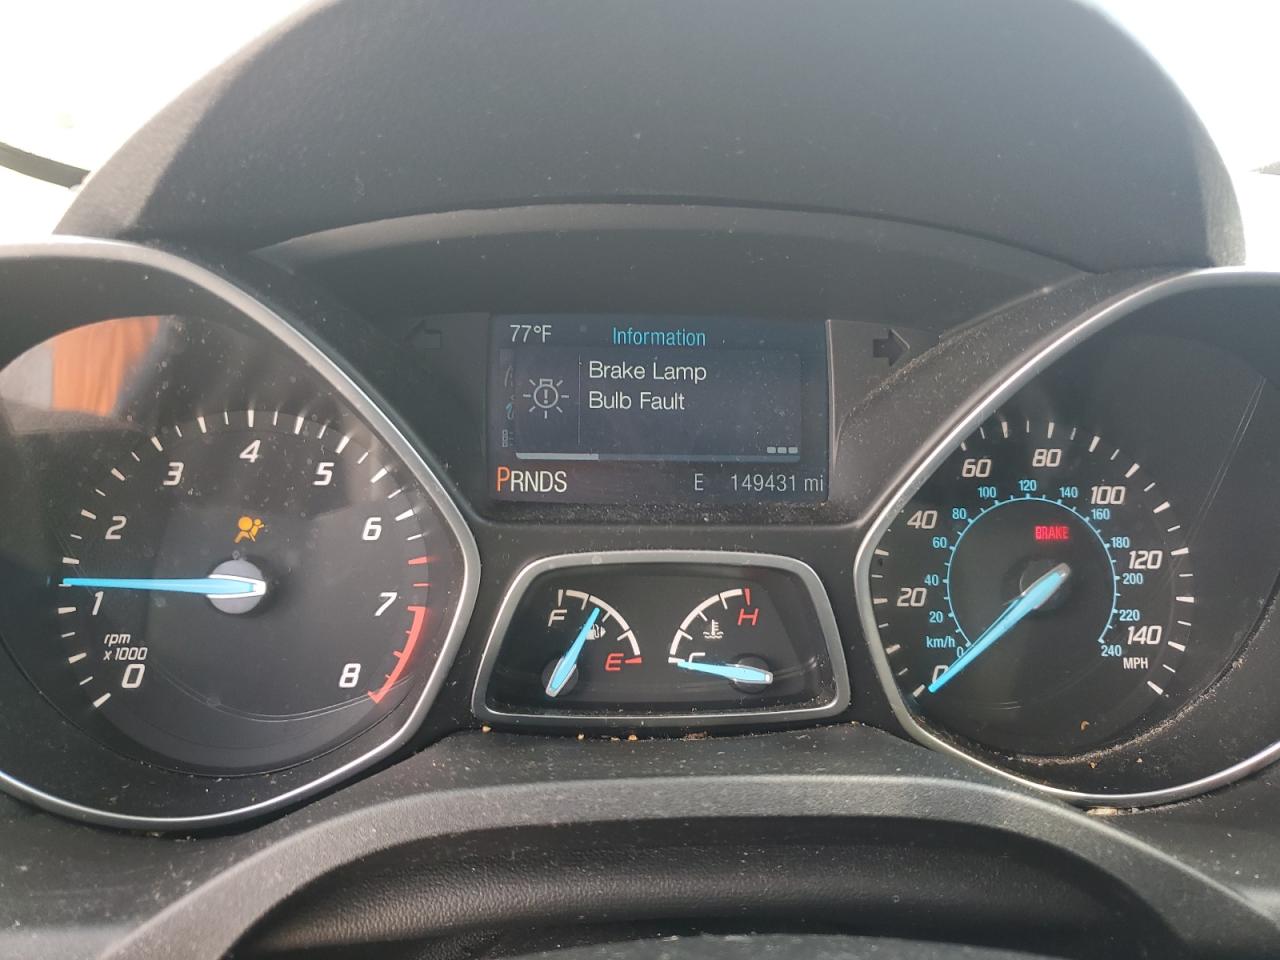 77°F
Information
Brake Lamp
Bulb Fault
PRNDS
E
149431 mi
0
1
2
3
4
5
6
7
8
rpm
x 1000
F
E
H
C
0
20
40
60
80
100
120
140
MPH
km/h
0
20
40
60
80
100
120
140
160
180
200
220
240
BRAKE